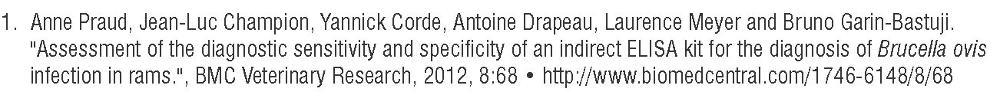 1. Anne Praud, Jean-Luc Champion, Yannick Corde, Antoine Drapeau, Laurence Meyer and Bruno Garin-Bastuji.
"Assessment of the diagnostic sensitivity and specificity of an indirect ELISA kit for the diagnosis of Brucella ovis
infection in rams.", BMC Veterinary Research, 2012, 8:68 • http://www.biomedcentral.com/1746-6148/8/68